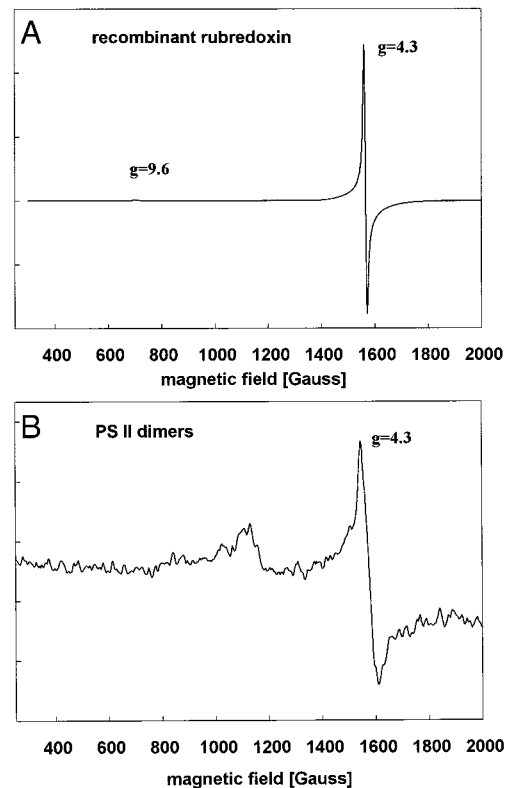 A
recombinant rubredoxin
g=4.3
g=9.6
400 600 800 1000 1200 1400 1600 1800 2000
magnetic field [Gauss]
B
PS II dimers
g=4.3
400 600 800 1000 1200 1400 1600 1800 2000
magnetic field [Gauss]